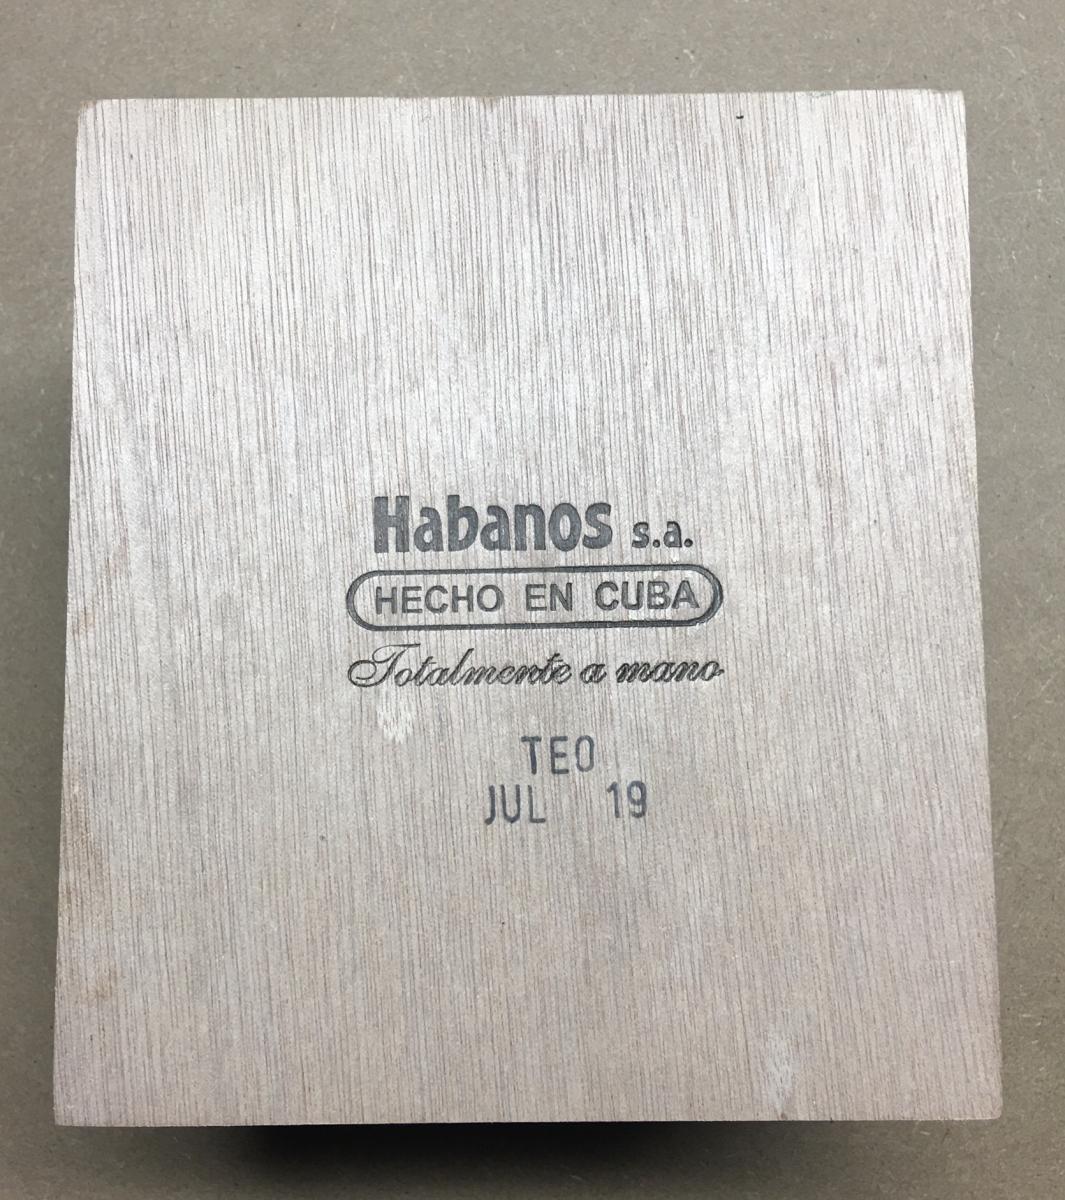 Habanos s.a.
HECHO EN CUBA
Totalmente a mano
TEO
JUL 19